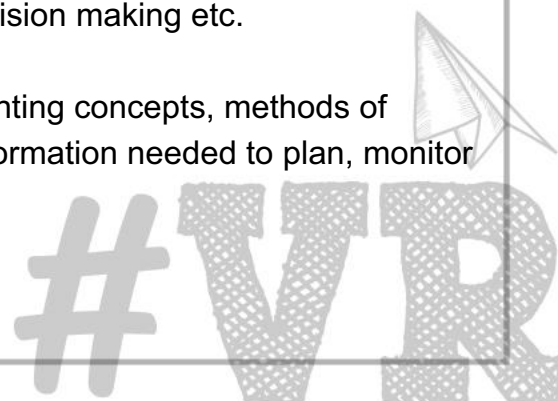 ision making etc.
nting concepts, methods of
ormation needed to plan, monitor
#VR